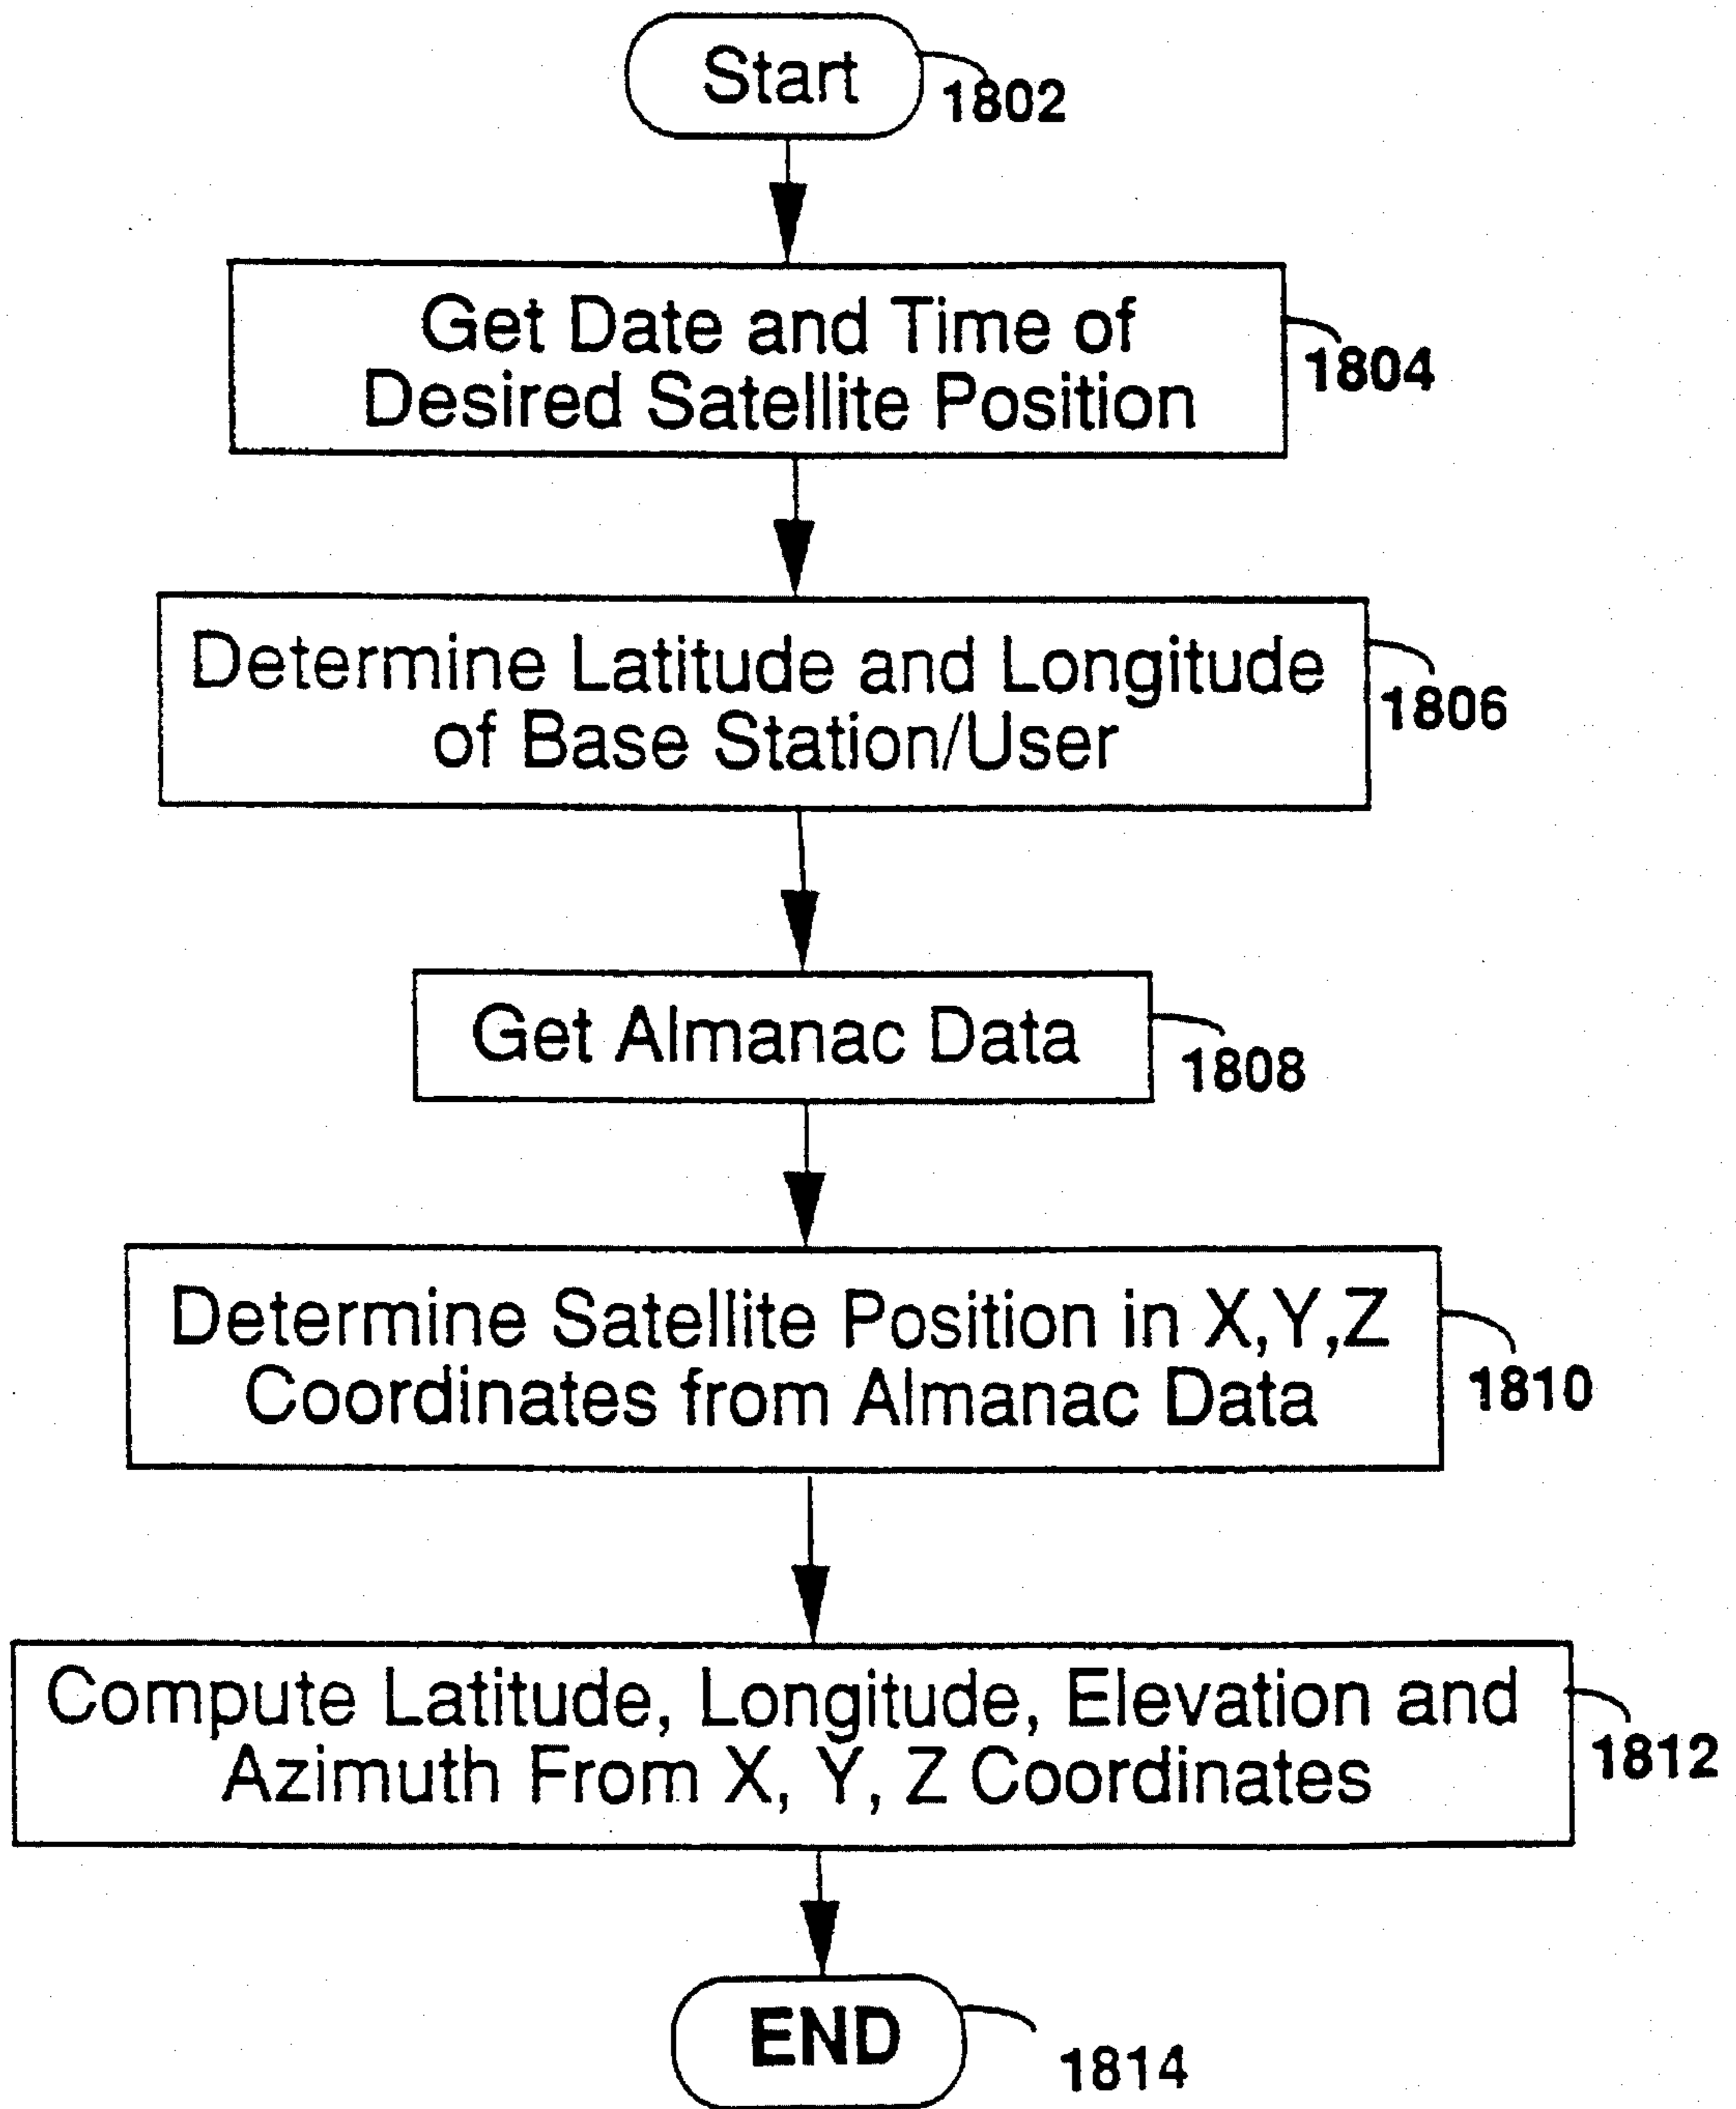 Start
1802
Get Date and Time of
Desired Satellite Position
1804
Determine Latitude and Longitude
of Base Station/User
1806
Get Almanac Data
1808
Determine Satellite Position in X,Y,Z
Coordinates from Almanac Data
1810
Compute Latitude, Longitude, Elevation and
Azimuth From X, Y, Z Coordinates
1812
END
1814